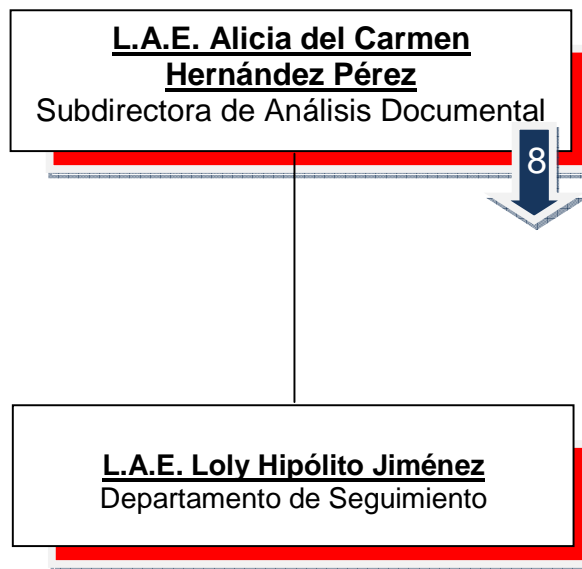 L.A.E. Alicia del Carmen
Hernández Pérez
Subdirectora de Análisis Documental
8
L.A.E. Loly Hipólito Jiménez
Departamento de Seguimiento